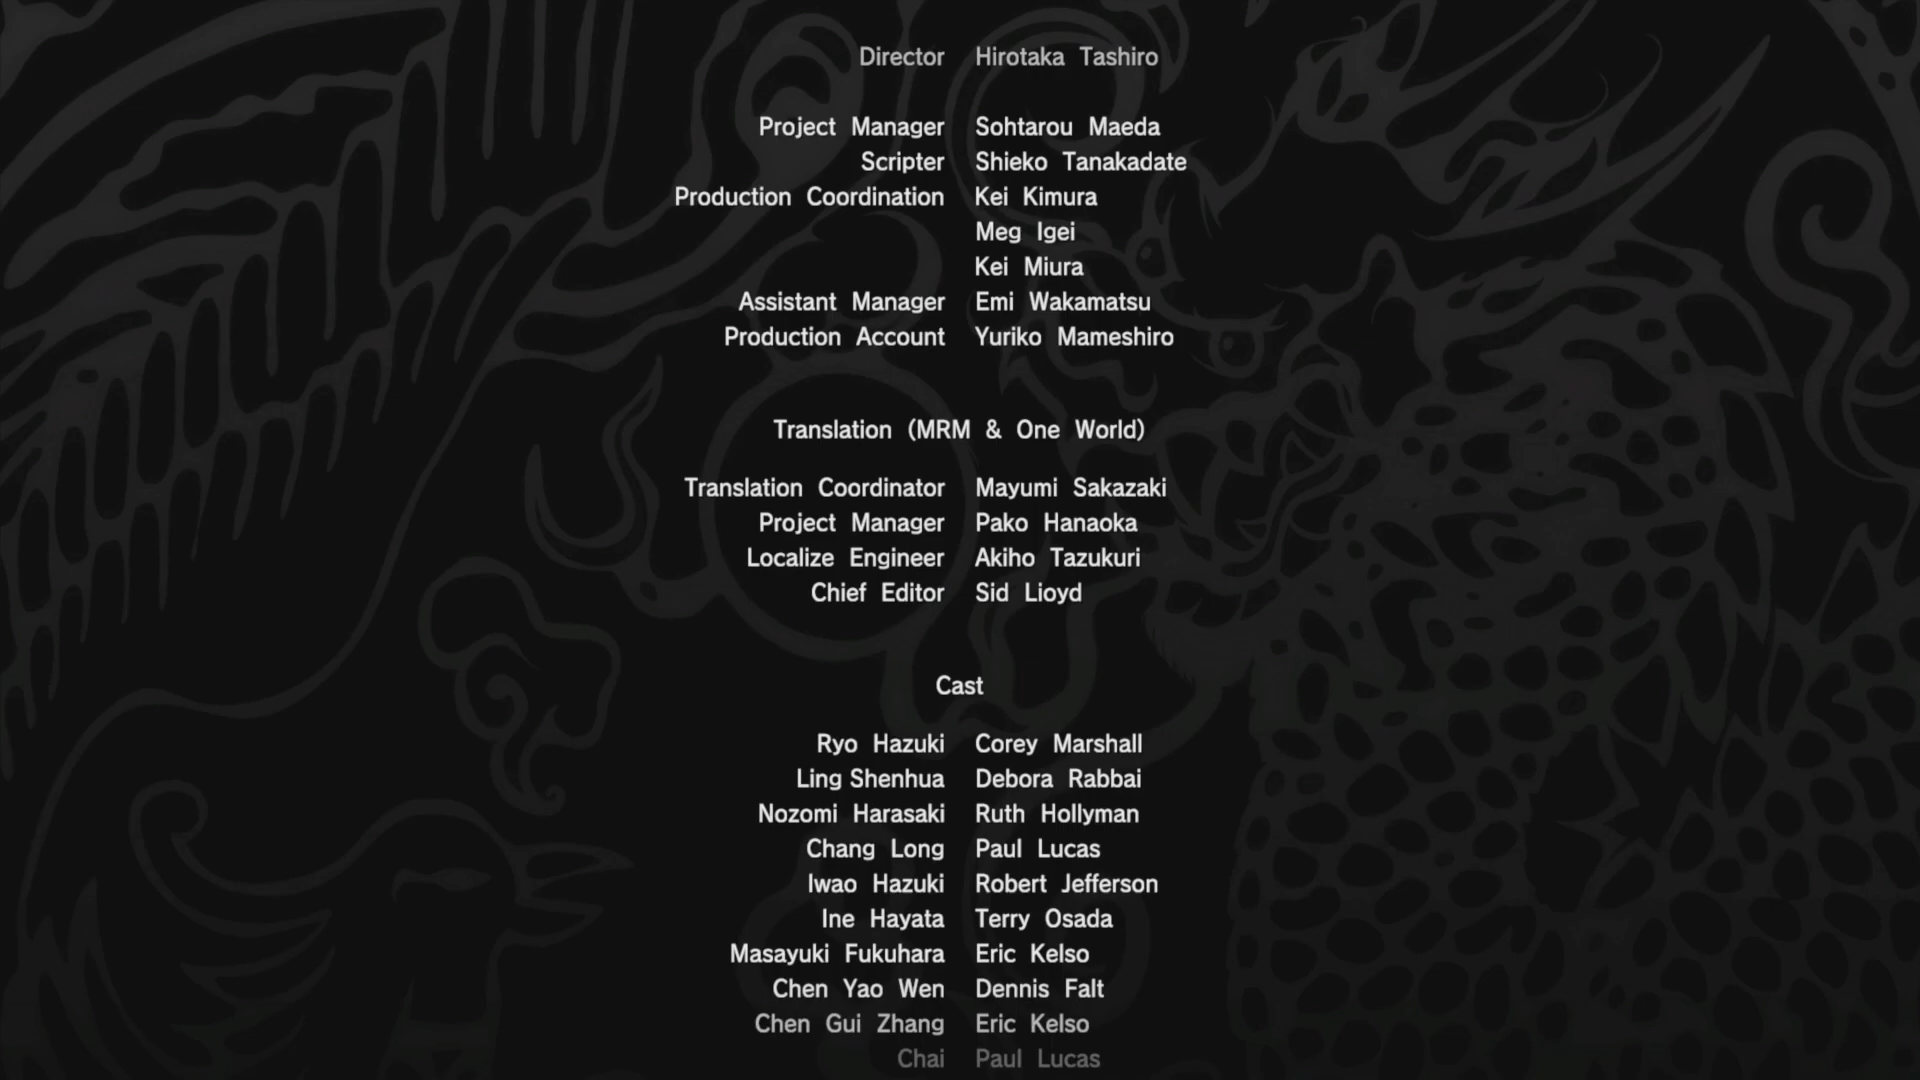 Director Hirotaka Tashiro
Project Manager Sohtarou Maeda
Scripter Shieko Tanakadate
Production Coordination Kei Kimura
Meg Igei
Kei Miura
Assistant Manager Emi Wakamatsu
Production Account Yuriko Mameshiro
Translation (MRM & One World)
Translation Coordinator Mayumi Sakazaki
Project Manager Pako Hanaoka
Localize Engineer Akiho Tazukuri
Chief Editor Sid Lioyd
Cast
Ryo Hazuki Corey Marshall
Ling Shenhua Debora Rabbai
Nozomi Harasaki Ruth Hollyman
Chang Long Paul Lucas
Iwao Hazuki Robert Jefferson
Ine Hayata Terry Osada
Masayuki Fukuhara Eric Kelso
Chen Yao Wen Dennis Falt
Chen Gui Zhang Eric Kelso
Chai Paul Lucas